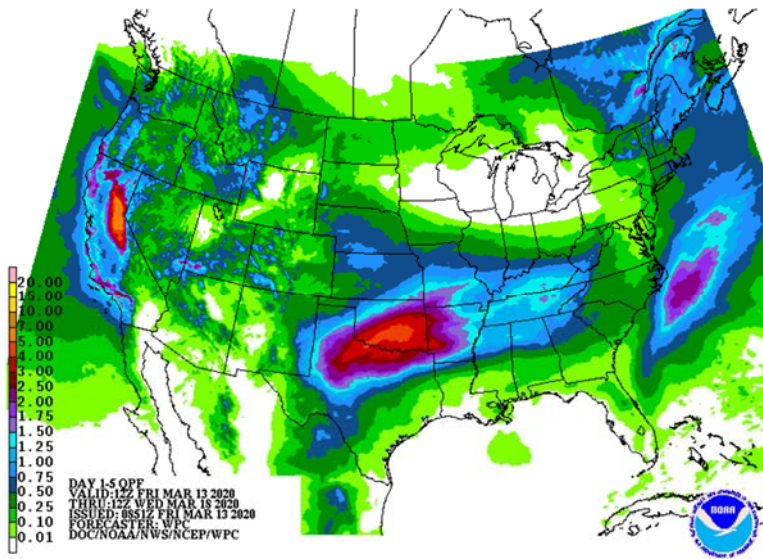 20.00
15.00
10.00
7.00
5.00
4.00
3.00
2.50
2.00
1.75
1.50
1.25
1.00
0.75
0.50
0.25
0.10
0.01
DAY 1-5 QPF
VALID:12Z FRI MAR 13 2020
THRU:12Z WED MAR 18 2020
ISSUED: 0851Z FRI MAR 13 2020
FORECASTER: WPC
DOC/NOAA/NWS/NCEP/WPC
NOAA